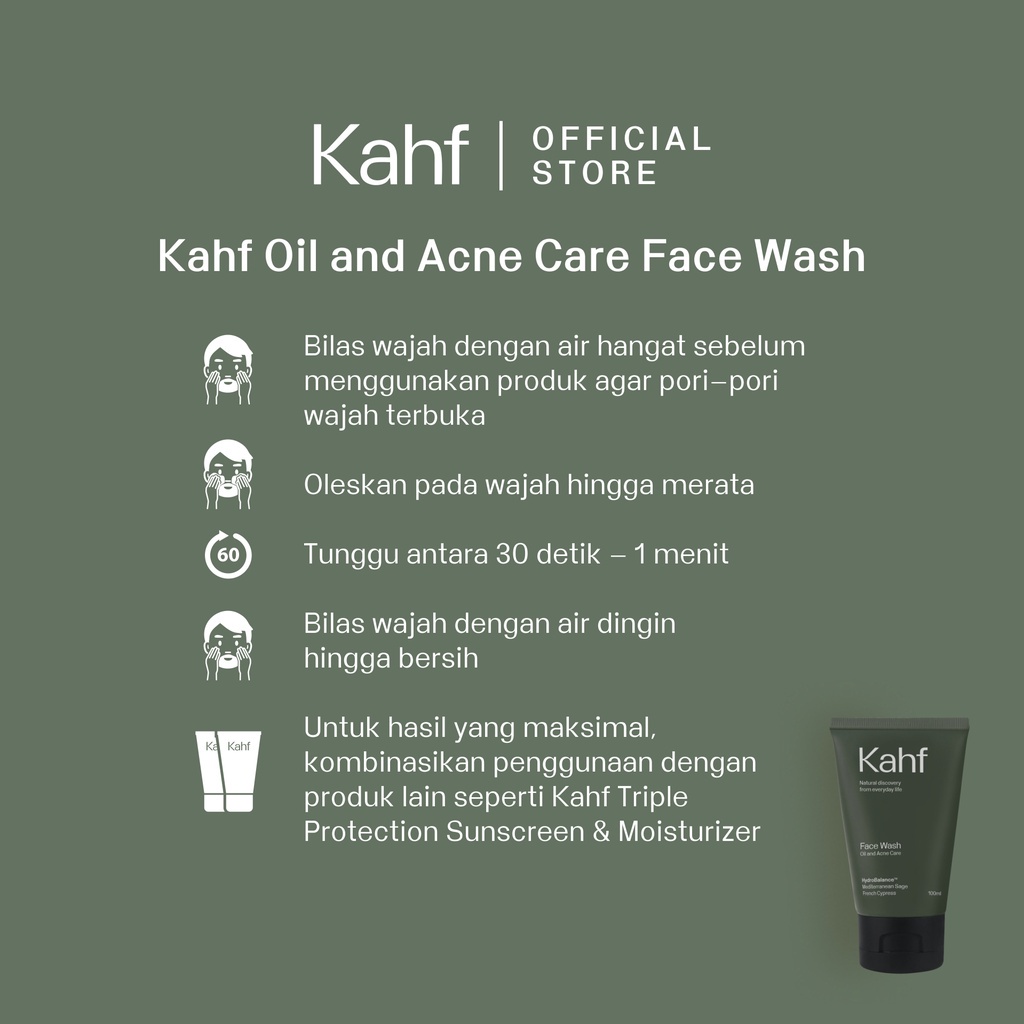 Kahf
OFFICIAL
STORE
Kahf Oil and Acne Care Face Wash
Bilas wajah dengan air hangat sebelum
menggunakan produk agar pori–pori
wajah terbuka
Oleskan pada wajah hingga merata
60
Tunggu antara 30 detik – 1 menit
Bilas wajah dengan air dingin
hingga bersih
Ka Kahf
Untuk hasil yang maksimal,
kombinasikan penggunaan dengan
produk lain seperti Kahf Triple
Protection Sunscreen & Moisturizer
Kahf
Natural discovery
from everyday life
Face Wash
Oil and Acne Care
HydroBalance™
Mediterranean Sage
French Cypress
100ml